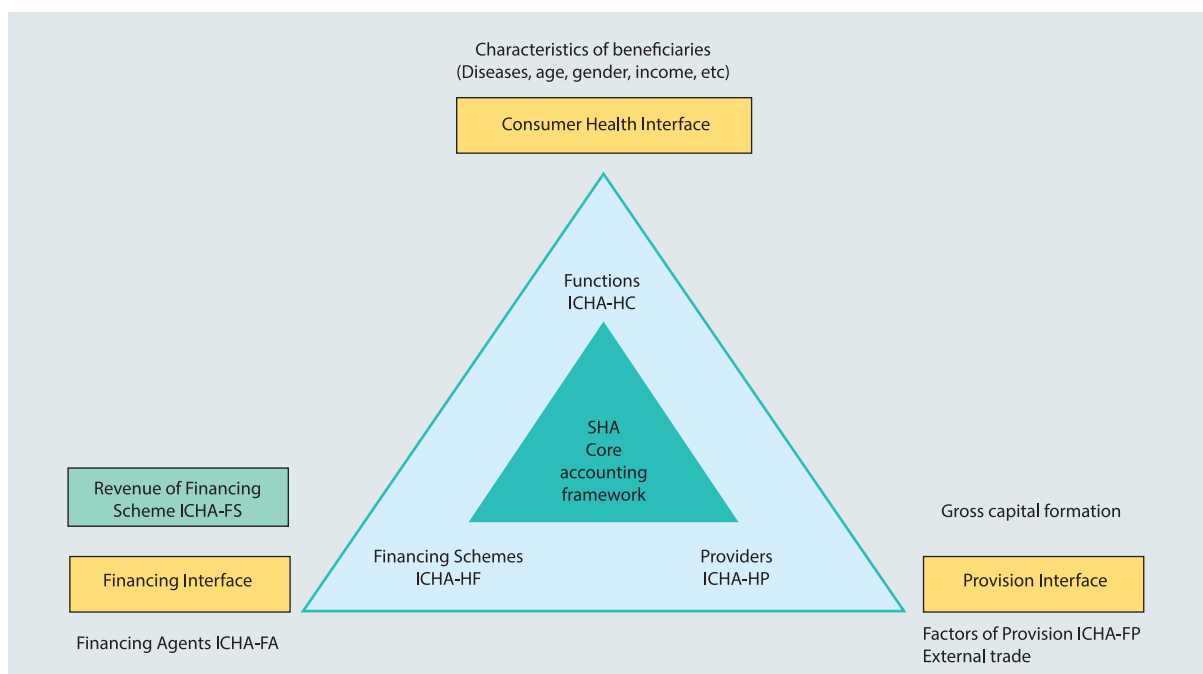 Characteristics of beneficiaries
(Diseases, age, gender, income, etc)
Consumer Health Interface
Functions
ICHA-HC
SHA
Core
accounting
framework
Revenue of Financing
Scheme ICHA-FS
Gross capital formation
Financing Schemes
ICHA-HF
Providers
ICHA-HP
Financing Interface
Provision Interface
Financing Agents ICHA-FA
Factors of Provision ICHA-FP
External trade